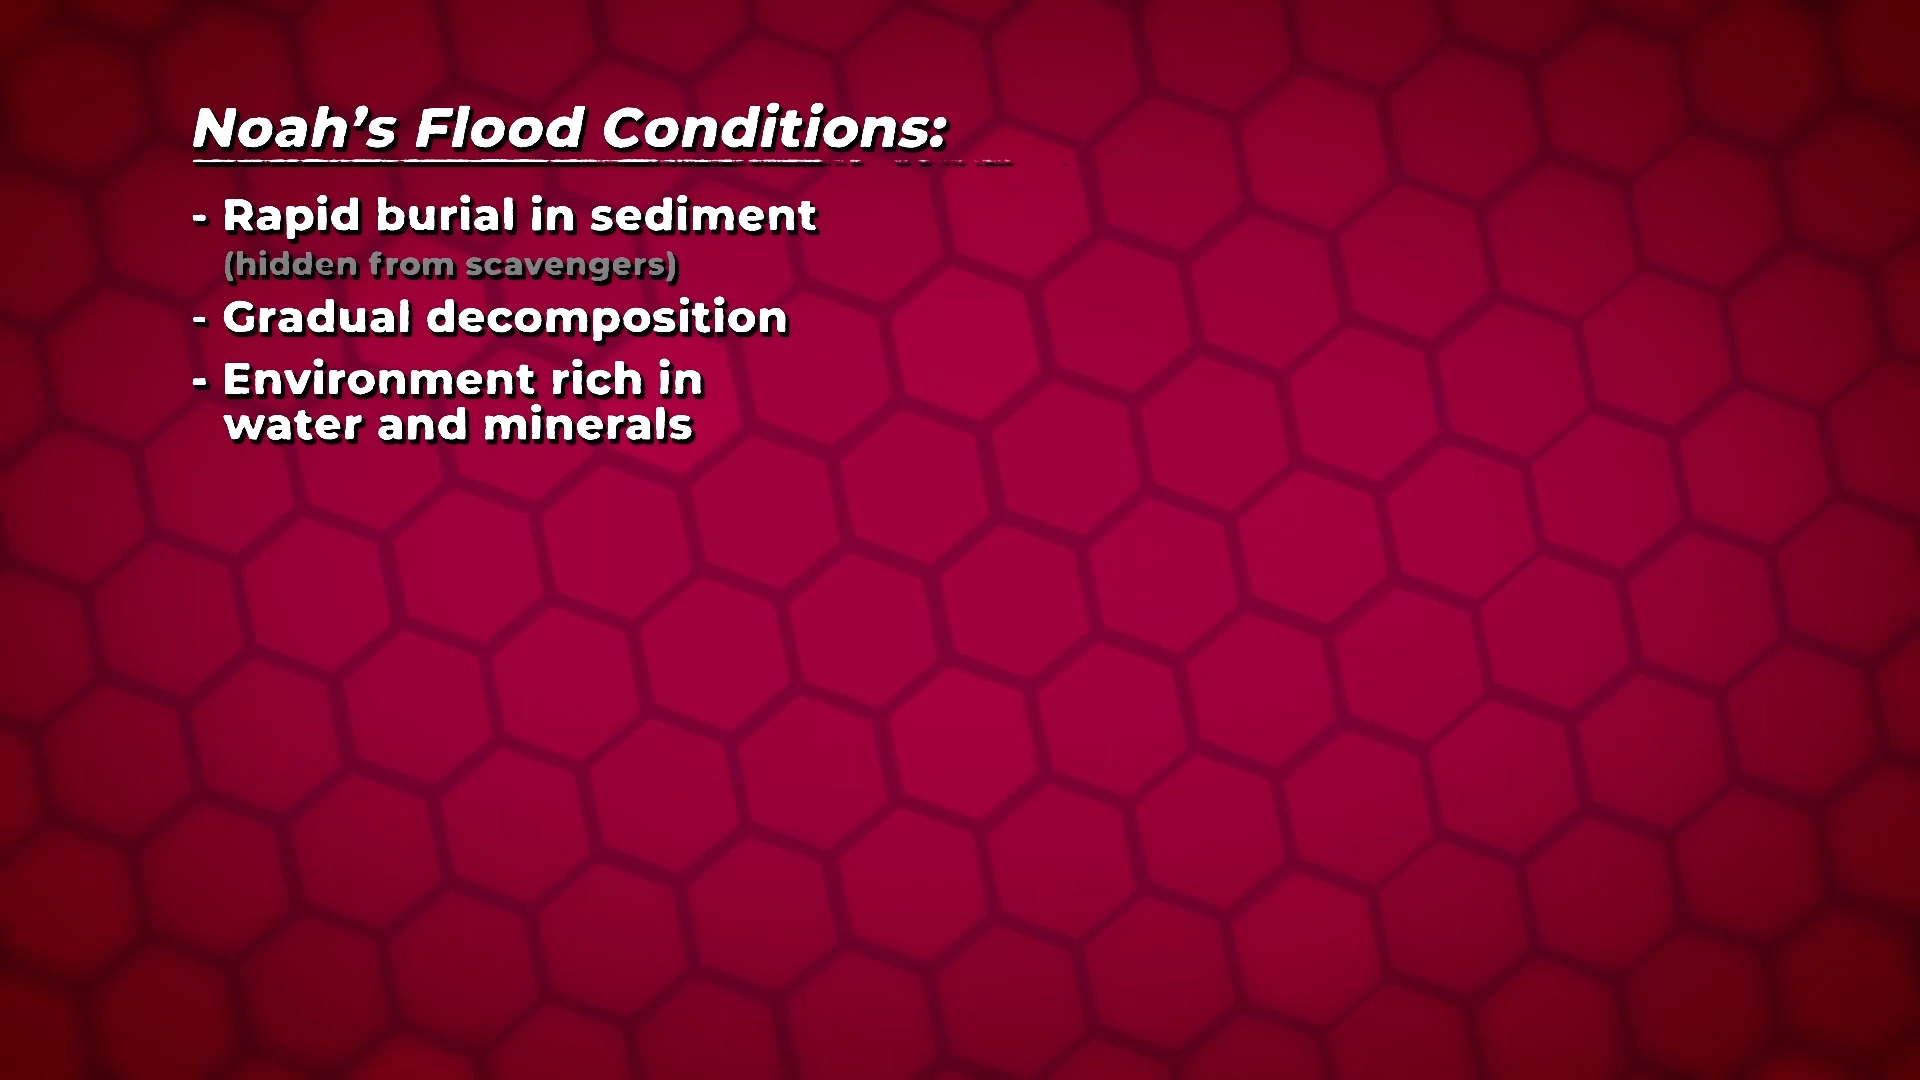 Noah’s Flood Conditions:
- Rapid burial in sediment
(hidden from scavengers)
- Gradual decomposition
- Environment rich in
water and minerals